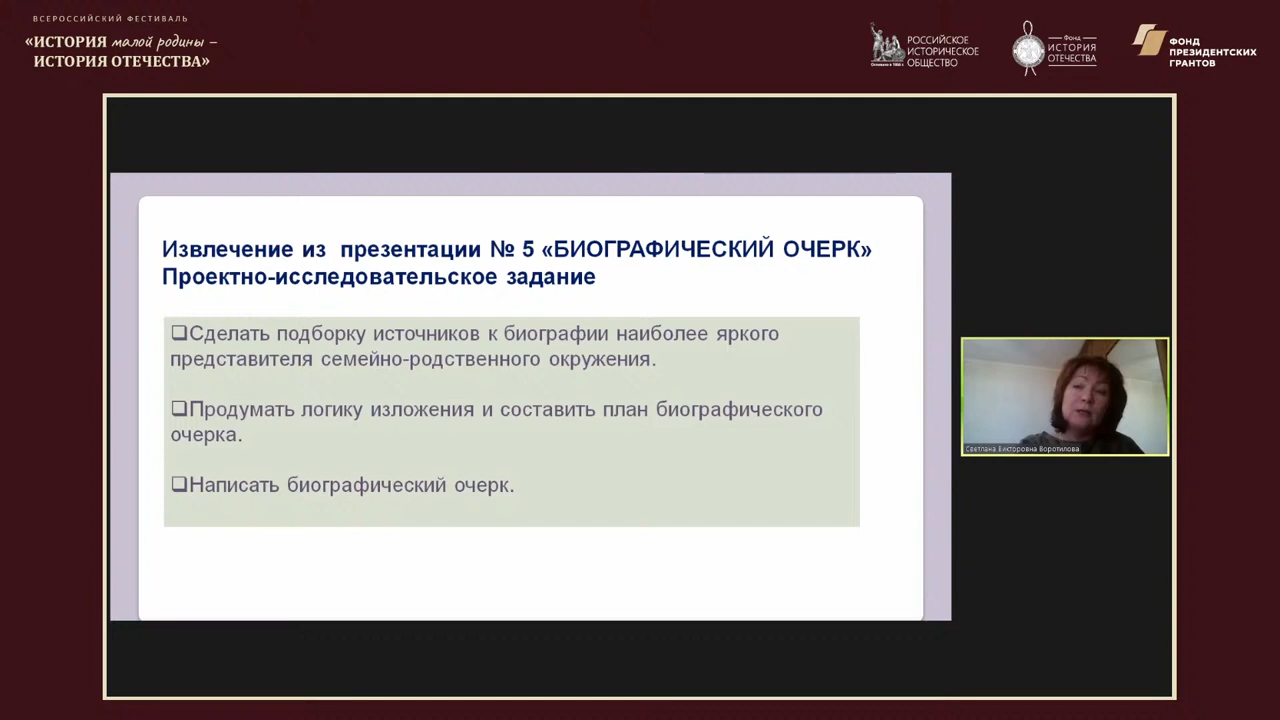 ВСЕРОССИЙСКИЙ ФЕСТИВАЛЬ
«ИСТОРИЯ малой родины –
ИСТОРИЯ ОТЕЧЕСТВА»
РОССИЙСКОЕ
ИСТОРИЧЕСКОЕ
ОБЩЕСТВО
Основано в 1866 г.
Фонд
ИСТОРИЯ
ОТЕЧЕСТВА
ФОНД
ПРЕЗИДЕНТСКИХ
ГРАНТОВ
Извлечение из презентации № 5 «БИОГРАФИЧЕСКИЙ ОЧЕРК»
Проектно-исследовательское задание
❑Сделать подборку источников к биографии наиболее яркого
представителя семейно-родственного окружения.
❑Продумать логику изложения и составить план биографического
очерка.
❑Написать биографический очерк.
Светлана Викторовна Воротилова